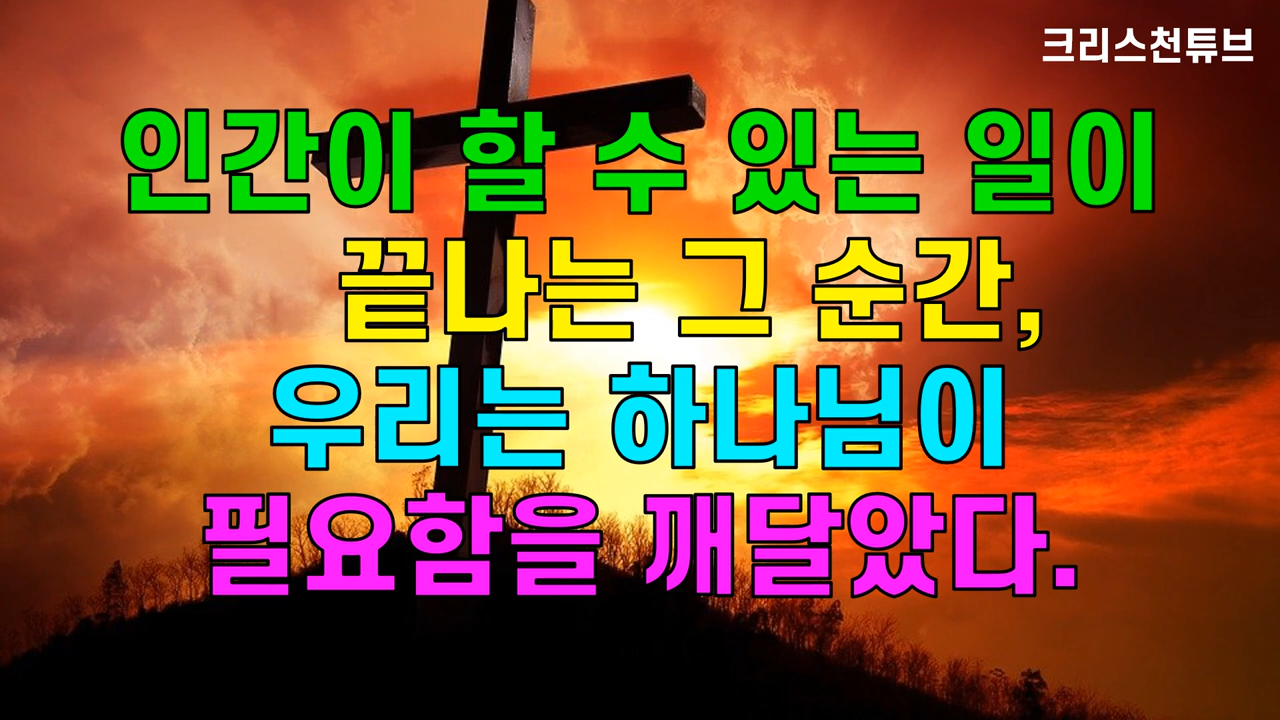 크리스천튜브
인간이 할 수 있는 일이
끝나는 그 순간,
우리는 하나님이
필요함을 깨달았다.